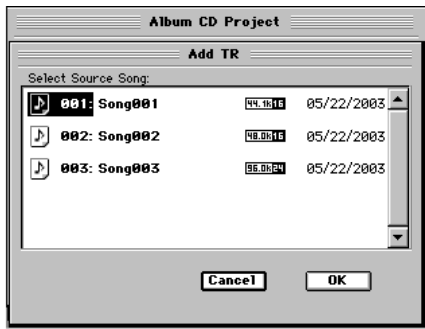 Album CD Project
Add TR
Select Source Song:
001: Song001 44.1k16 05/22/2003
002: Song002 48.0k16 05/22/2003
003: Song003 96.0k24 05/22/2003
Cancel OK